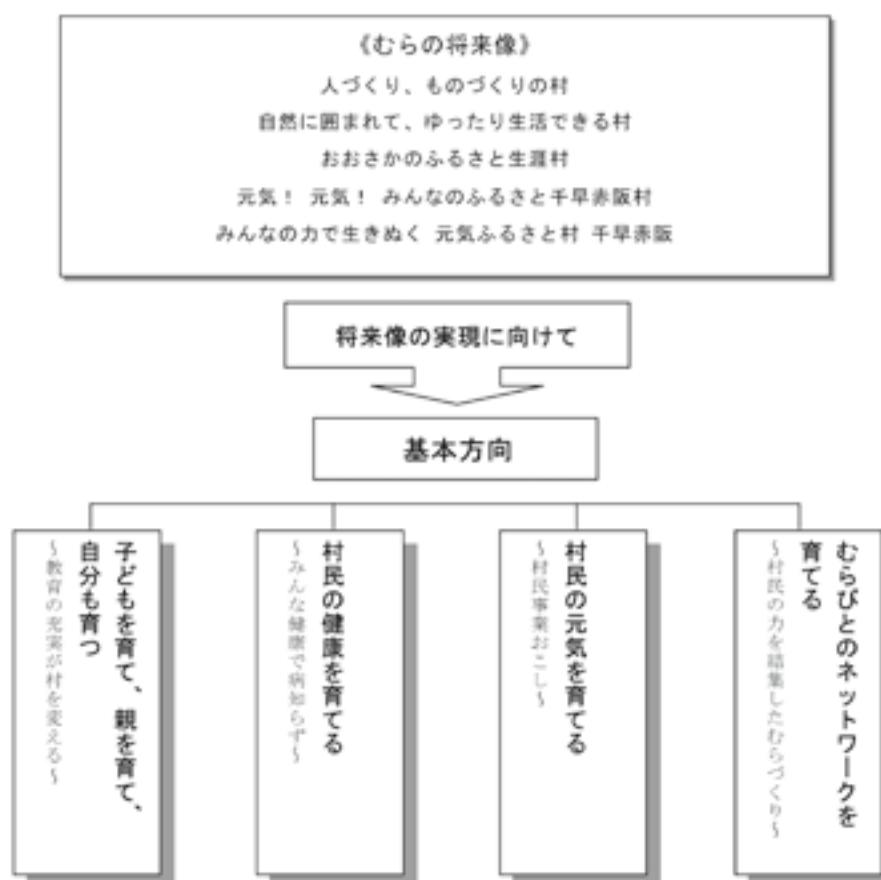 《むらの将来像》
人づくり、ものづくりの村
自然に囲まれて、ゆったり生活できる村
おおさかのふるさと生涯村
元気！ 元気！ みんなのふるさと千早赤阪村
みんなの力で生きぬく 元気ふるさと村 千早赤阪
将来像の実現に向けて
基本方向
むらびとのネットワークを
育てる
～村民の力を結集したむらづくり～
村民の元気を育てる
～村民事業おこし～
村民の健康を育てる
～みんな健康で病知らず～
子どもを育て、親を育て、
自分も育つ
～教育の充実が村を変える～